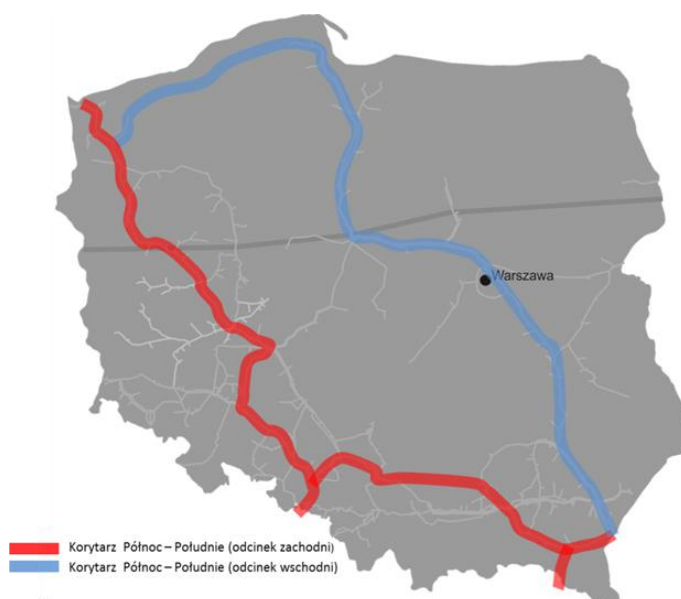 Warszawa
Korytarz Północ – Południe (odcinek zachodni)
Korytarz Północ – Południe (odcinek wschodni)